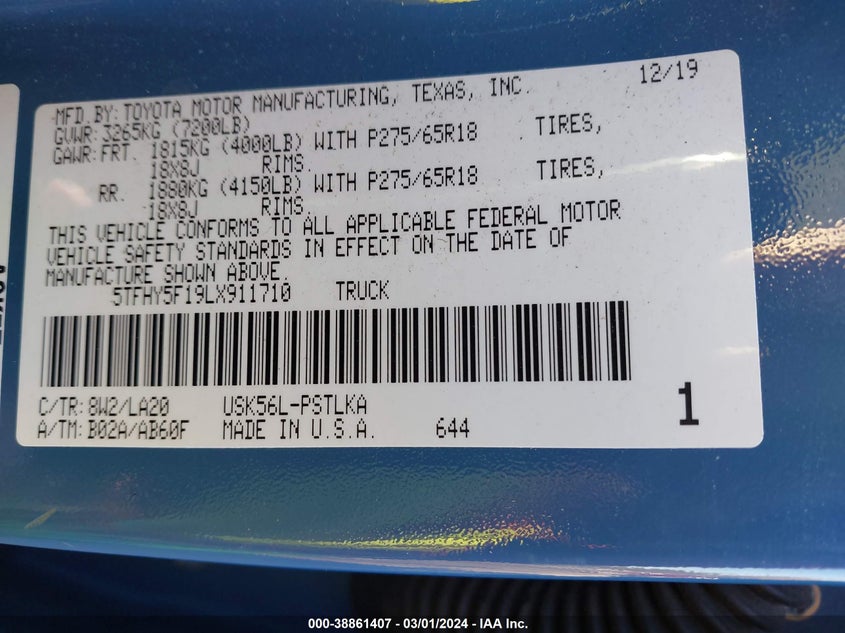 MFD.BY: TOYOTA MOTOR MANUFACTURING, TEXAS, INC. 12/19
GVWR: 3265KG (7200LB)
GAWR: FRT. 1815KG (4000LB) WITH P275/65R18 TIRES,
18X8J RIMS.
RR. 1880KG (4150LB) WITH P275/65R18 TIRES,
18X8J RIMS.
THIS VEHICLE CONFORMS TO ALL APPLICABLE FEDERAL MOTOR
VEHICLE SAFETY STANDARDS IN EFFECT ON THE DATE OF
MANUFACTURE SHOWN ABOVE.
5TFHY5F19LX911710 TRUCK
C/TR: 8W2/LA20 USK56L-PSTLKA
A/TM: B02A/AB60F MADE IN U.S.A. 644
1
000-38861407 - 03/01/2024 - IAA Inc.